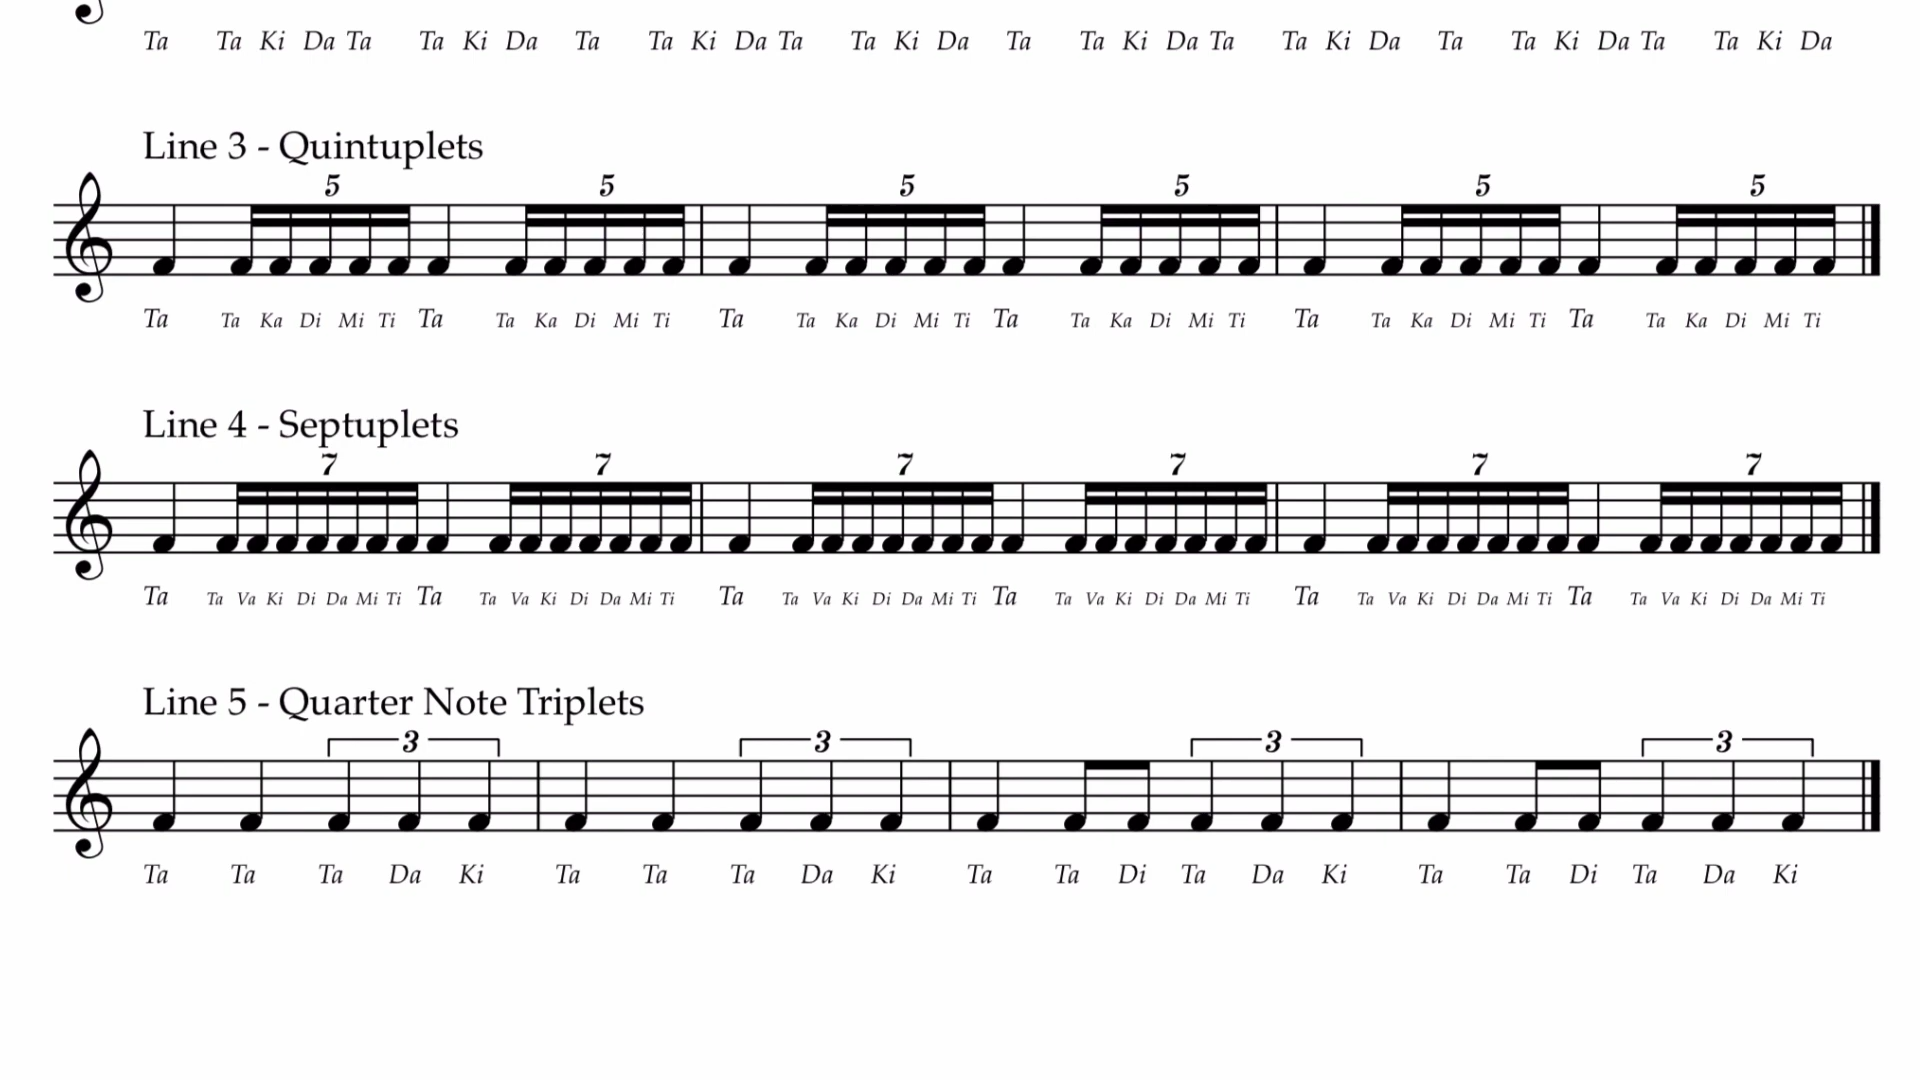 Ta Ta Ki Da Ta Ta Ki Da Ta Ta Ki Da Ta Ta Ki Da Ta Ta Ki Da Ta Ta Ki Da Ta Ta Ki Da Ta Ta Ki Da
Line 3 - Quintuplets
5 5 5 5 5 5
Ta Ta Ka Di Mi Ti Ta Ta Ka Di Mi Ti Ta Ta Ka Di Mi Ti Ta Ta Ka Di Mi Ti Ta Ta Ka Di Mi Ti Ta Ta Ka Di Mi Ti
Line 4 - Septuplets
7 7 7 7 7 7
Ta Ta Va Ki Di Da Mi Ti Ta Ta Va Ki Di Da Mi Ti Ta Ta Va Ki Di Da Mi Ti Ta Ta Va Ki Di Da Mi Ti Ta Ta Va Ki Di Da Mi Ti Ta Ta Va Ki Di Da Mi Ti
Line 5 - Quarter Note Triplets
3 3 3 3
Ta Ta Ta Da Ki Ta Ta Ta Da Ki Ta Ta Di Ta Da Ki Ta Ta Di Ta Da Ki